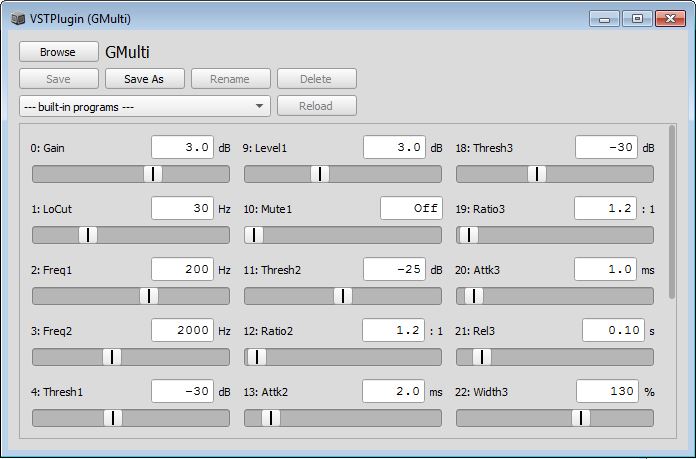 VSTPlugin (GMulti)
Browse GMulti
Save Save As Rename Delete
--- built-in programs --- Reload
0: Gain 3.0 dB 9: Level1 3.0 dB 18: Thresh3 -30 dB
1: LoCut 30 Hz 10: Mute1 Off 19: Ratio3 1.2 : 1
2: Freq1 200 Hz 11: Thresh2 -25 dB 20: Attk3 1.0 ms
3: Freq2 2000 Hz 12: Ratio2 1.2 : 1 21: Rel3 0.10 s
4: Thresh1 -30 dB 13: Attk2 2.0 ms 22: Width3 130 %